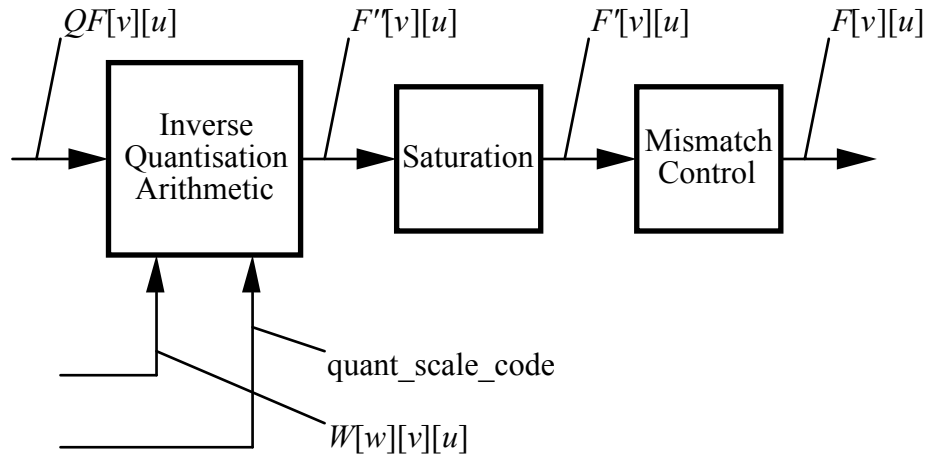 QF[v][u] F''[v][u] F'[v][u] F[v][u]
Inverse
Quantisation
Arithmetic
Saturation
Mismatch
Control
quant_scale_code
W[w][v][u]